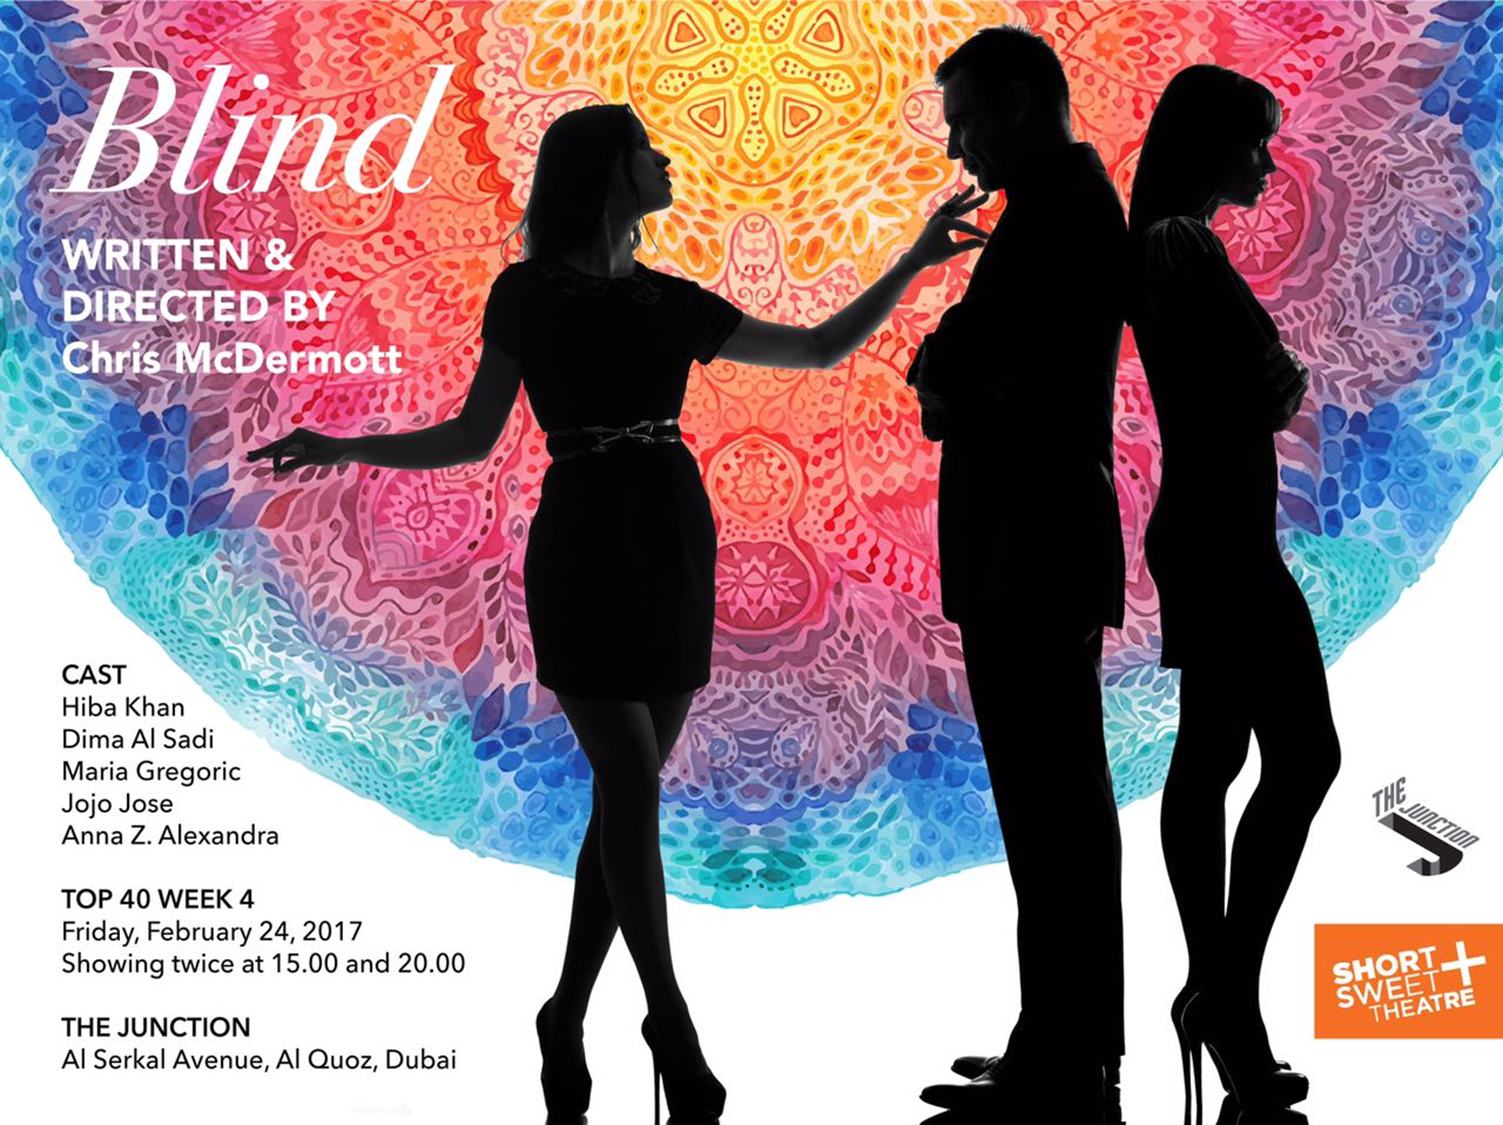 Blind
WRITTEN &
DIRECTED BY
Chris McDermott
CAST
Hiba Khan
Dima Al Sadi
Maria Gregoric
Jojo Jose
Anna Z. Alexandra
TOP 40 WEEK 4
Friday, February 24, 2017
Showing twice at 15.00 and 20.00
THE JUNCTION
Al Serkal Avenue, Al Quoz, Dubai
THE
JUNCTION
SHORT+
SWEET
THEATRE